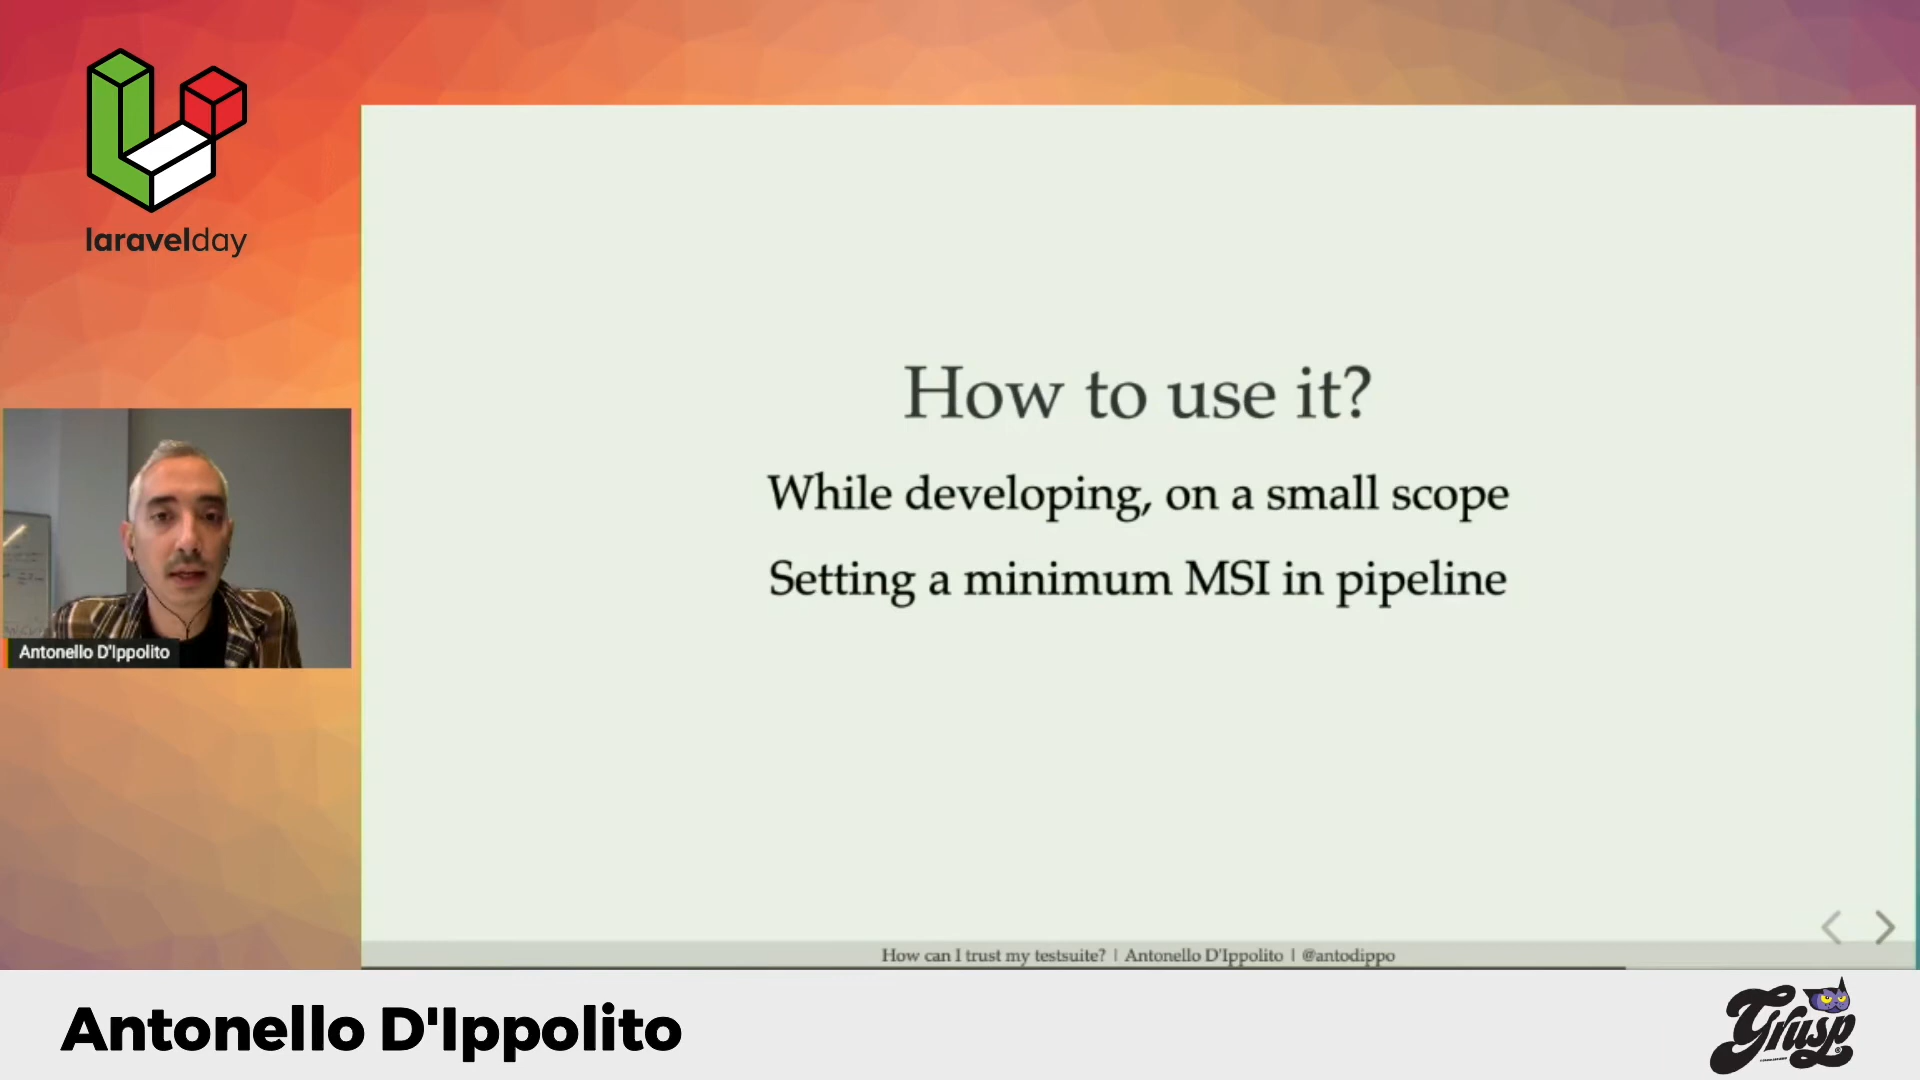 laravelday
How to use it?
While developing, on a small scope
Setting a minimum MSI in pipeline
Antonello D'Ippolito
How can I trust my testsuite? | Antonello D'Ippolito | @antodippo
Antonello D'Ippolito
Grusp